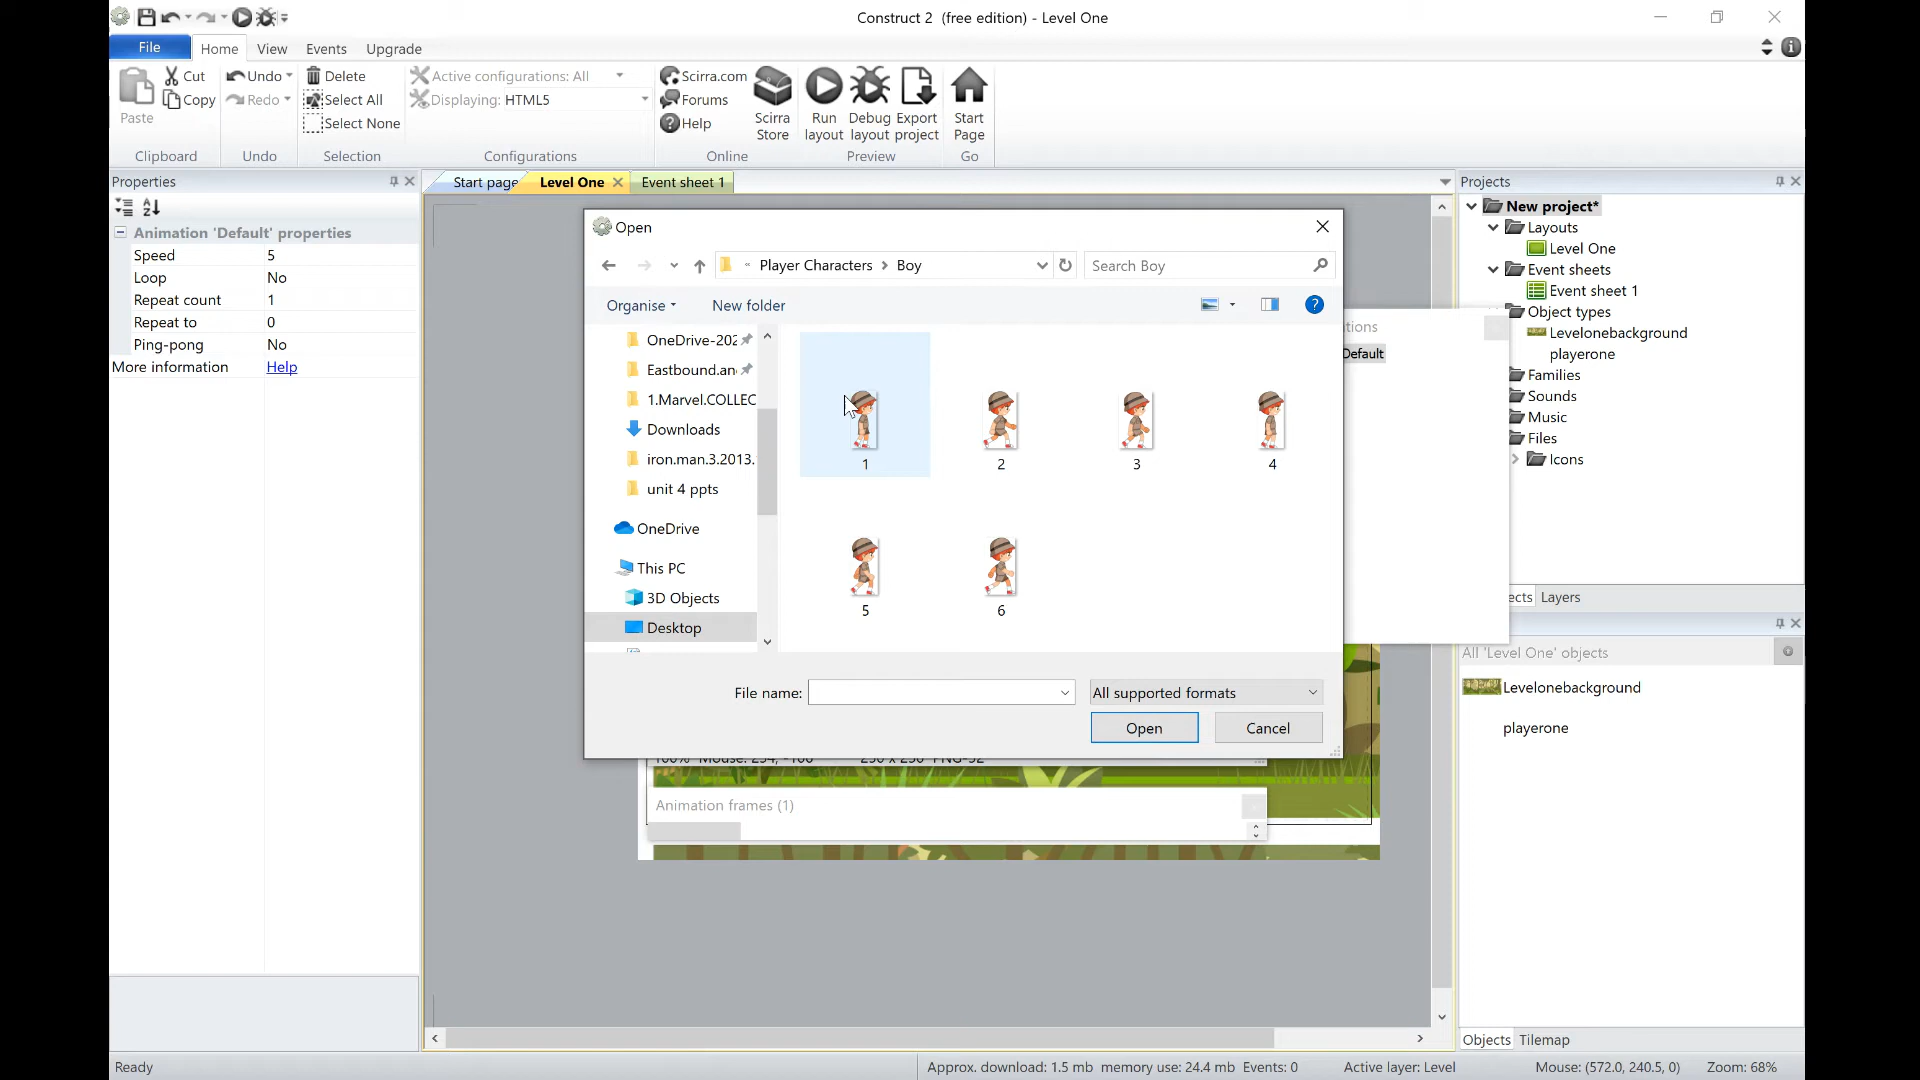 Construct 2 (free edition) - Level One
File
Home
View
Events
Upgrade
Paste
Cut
Copy
Clipboard
Undo
Redo
Undo
Delete
Select All
Select None
Selection
Active configurations: All
Displaying: HTML5
Configurations
Scirra.com
Forums
Help
Scirra
Store
Online
Run
layout
Debug
layout
Export
project
Preview
Start
Page
Go
Properties
Animation 'Default' properties
Speed 5
Loop No
Repeat count 1
Repeat to 0
Ping-pong No
More information Help
Start page
Level One
Event sheet 1
Open
« Player Characters > Boy
Search Boy
Organise
New folder
OneDrive-202
Eastbound.an
1.Marvel.COLLEC
Downloads
iron.man.3.2013.
unit 4 ppts
OneDrive
This PC
3D Objects
Desktop
1
2
3
4
5
6
File name:
All supported formats
Open
Cancel
tions
Default
Animation frames (1)
Projects
New project*
Layouts
Level One
Event sheets
Event sheet 1
Object types
Levelonebackground
playerone
Families
Sounds
Music
Files
Icons
ects
Layers
All 'Level One' objects
Levelonebackground
playerone
Objects
Tilemap
Ready
Approx. download: 1.5 mb memory use: 24.4 mb Events: 0
Active layer: Level
Mouse: (572.0, 240.5, 0)
Zoom: 68%